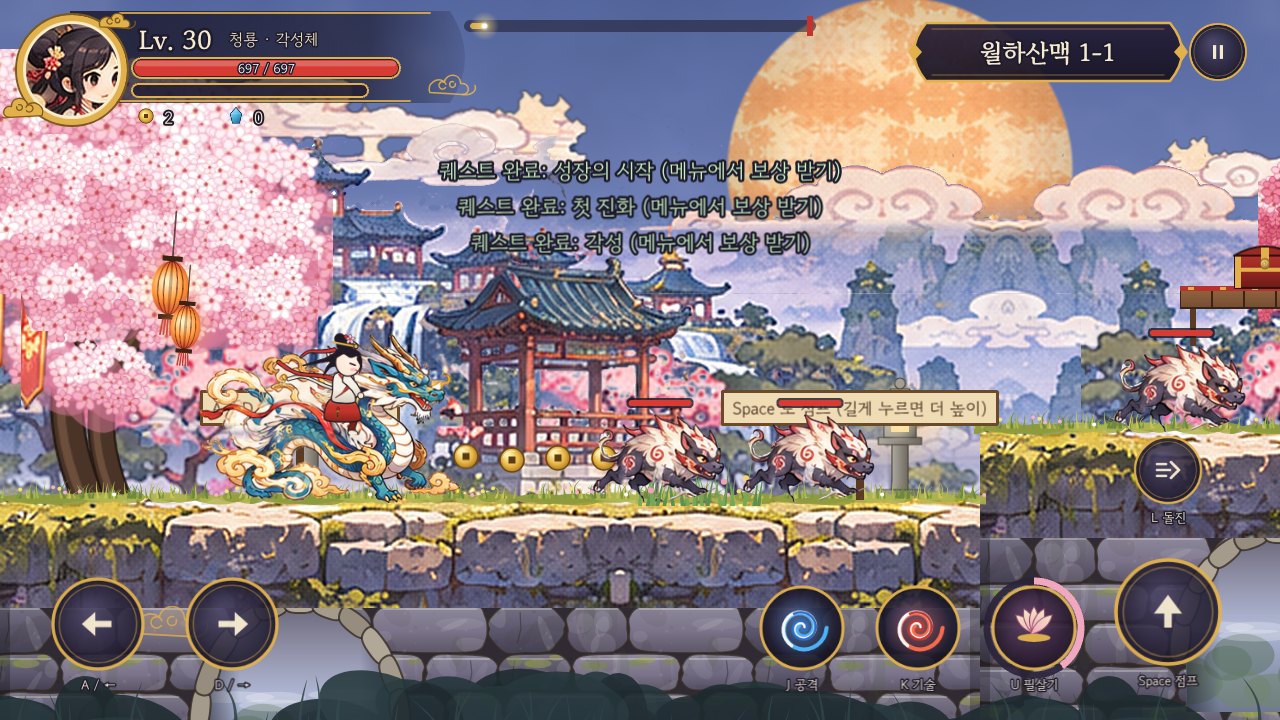 Lv. 30 청룡 · 각성체
697 / 697
2 0
월하산맥 1-1
퀘스트 완료: 성장의 시작 (메뉴에서 보상 받기)
퀘스트 완료: 첫 진화 (메뉴에서 보상 받기)
퀘스트 완료: 각성 (메뉴에서 보상 받기)
Space 로 점프 (길게 누르면 더 높이)
L 돌진
A / ←
D / →
J 공격
K 기술
U 필살기
Space 점프